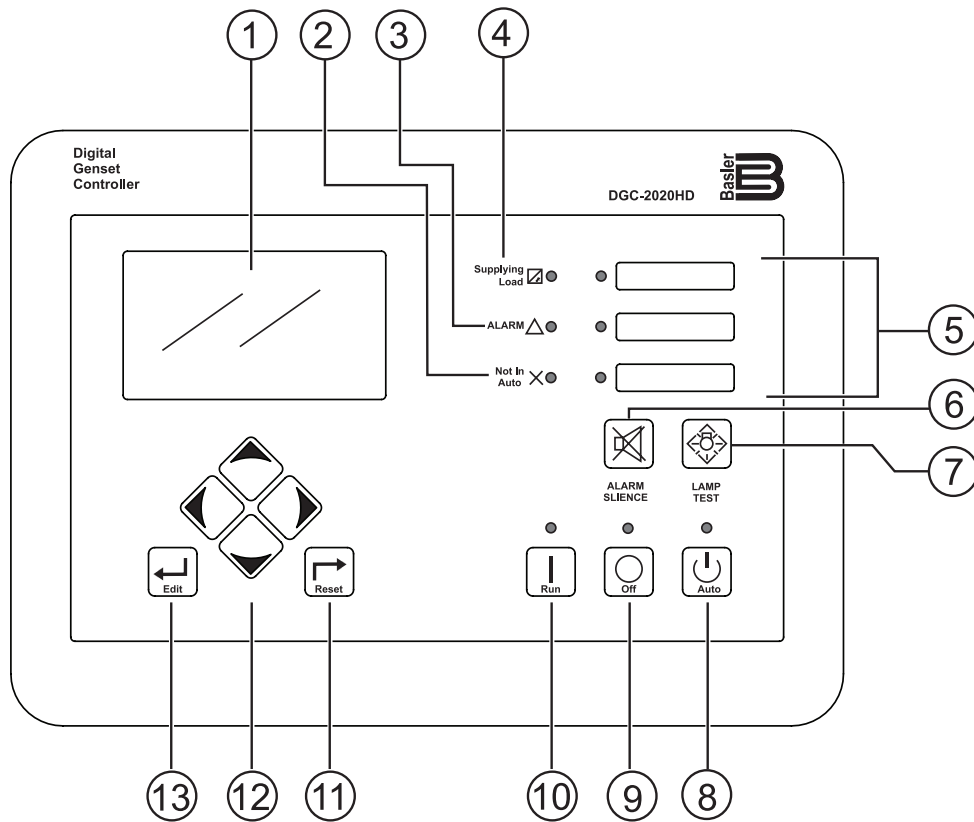 1
2
3
4
Digital
Genset
Controller
DGC-2020HD
Basler
Supplying
Load
ALARM
Not In
Auto
5
6
7
ALARM
SLIENCE
LAMP
TEST
Edit
Reset
Run
Off
Auto
13
12
11
10
9
8